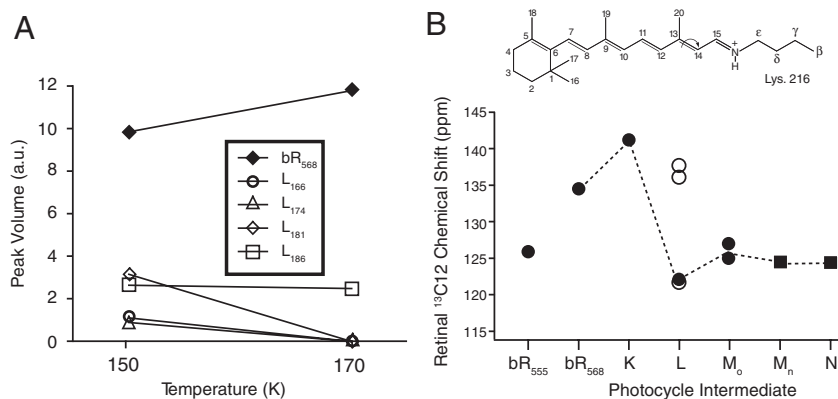 A
12
10
8
6
4
2
0
Peak Volume (a.u.)
bR568
L166
L174
L181
L186
150
170
Temperature (K)
B
18
19
20
7
11
13
15
ε
γ
5
4
6
8
9
10
12
14
N
+
H
δ
β
3
17
1
2
16
Lys. 216
145
140
135
130
125
120
115
Retinal ¹³C12 Chemical Shift (ppm)
bR555
bR568
K
L
Mo
Mn
N
Photocycle Intermediate